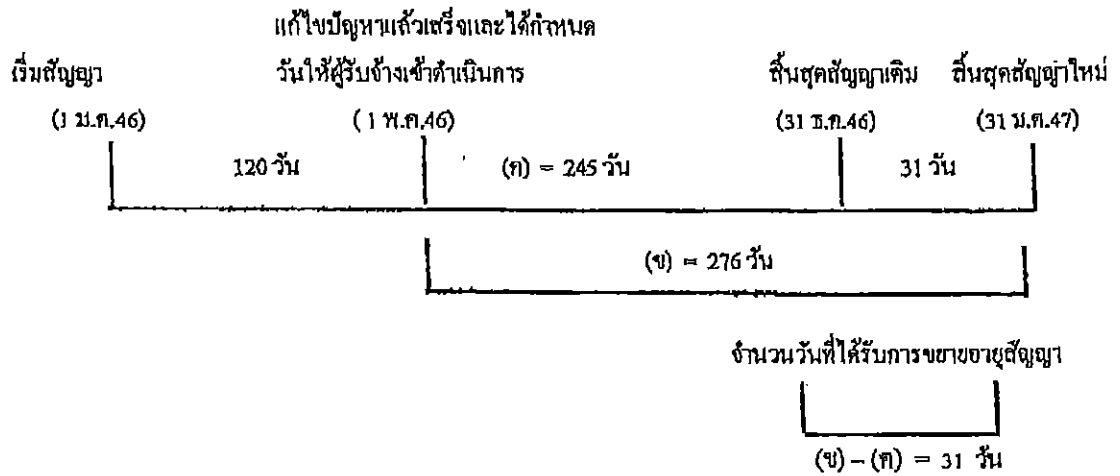 แก้ไขปัญหาแล้วเสร็จและได้กำหนด
เริ่มสัญญา วันให้ผู้รับจ้างเข้าดำเนินการ สิ้นสุดสัญญาเดิม สิ้นสุดสัญญาใหม่
(1 ม.ค.46) ( 1 พ.ค.46) (31 ธ.ค.46) (31 ม.ค.47)
120 วัน (ค) = 245 วัน 31 วัน
(ข) = 276 วัน
จำนวนวันที่ได้รับการขยายอายุสัญญา
(ข) – (ค) = 31 วัน